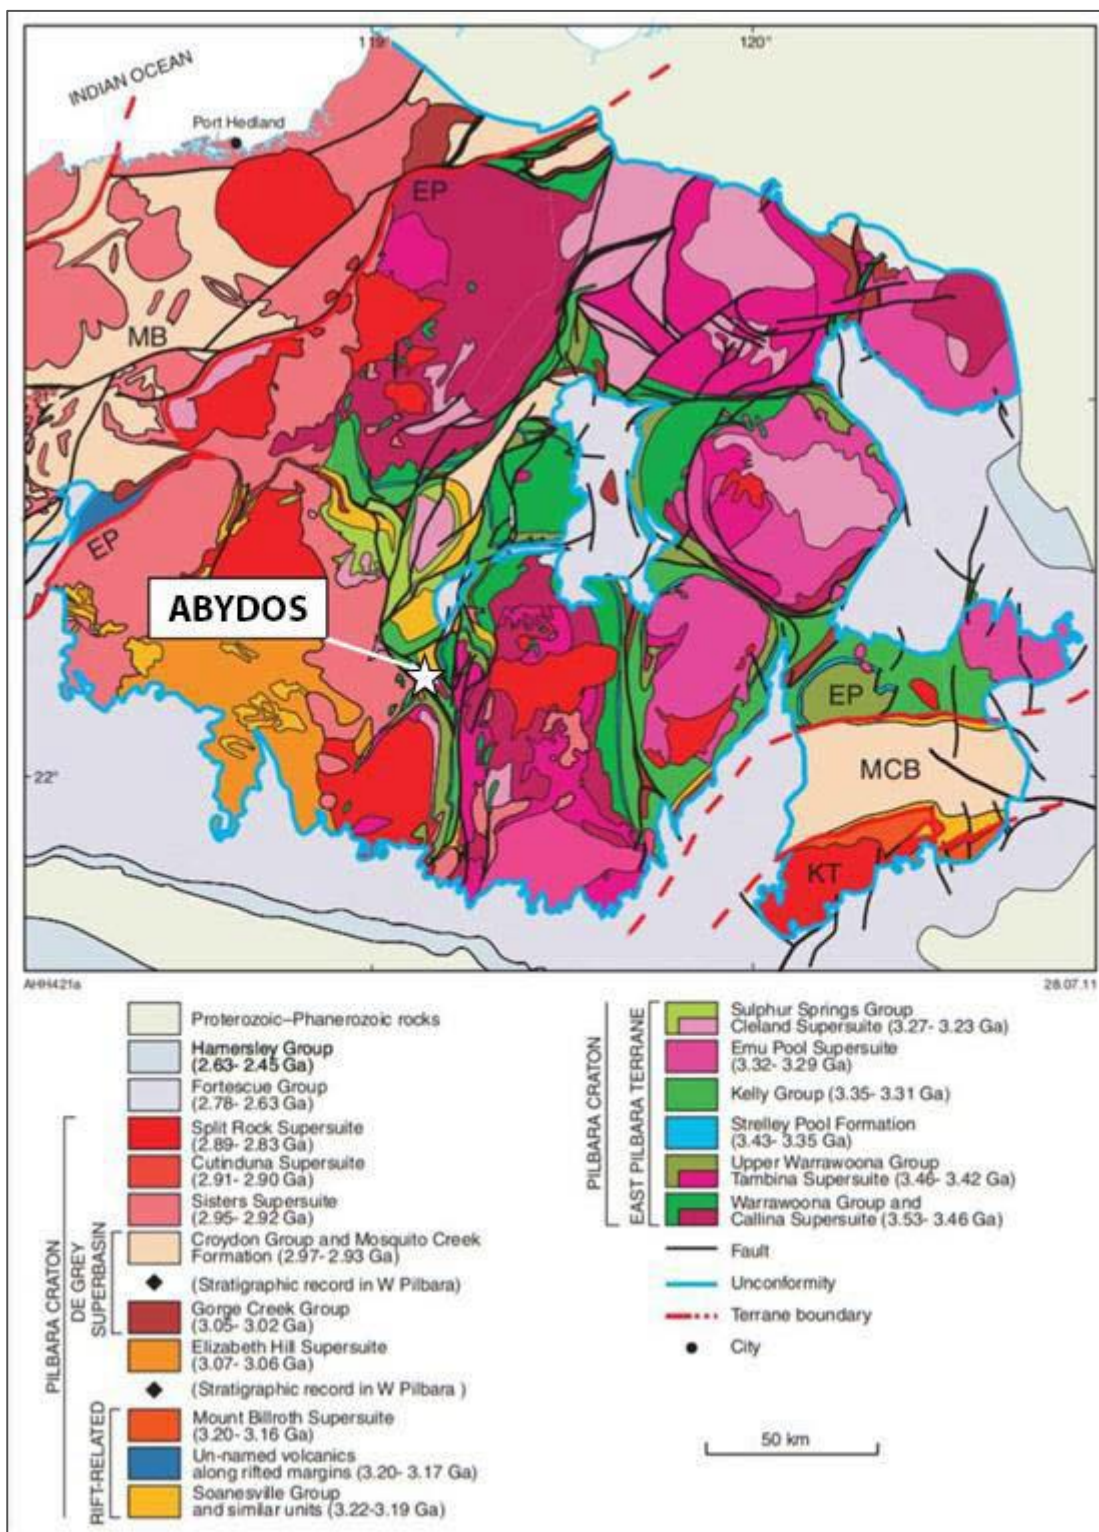 119°
120°
INDIAN OCEAN
Port Hedland
EP
MB
EP
ABYDOS
EP
22°
MCB
KT
AHH421a
28.07.11
Proterozoic–Phanerozoic rocks
Hamersley Group
(2.63- 2.45 Ga)
Fortescue Group
(2.78- 2.63 Ga)
Split Rock Supersuite
(2.89- 2.83 Ga)
Cutinduna Supersuite
(2.91- 2.90 Ga)
Sisters Supersuite
(2.95- 2.92 Ga)
Croydon Group and Mosquito Creek
Formation (2.97- 2.93 Ga)
(Stratigraphic record in W Pilbara)
Gorge Creek Group
(3.05- 3.02 Ga)
Elizabeth Hill Supersuite
(3.07- 3.06 Ga)
(Stratigraphic record in W Pilbara )
Mount Billroth Supersuite
(3.20- 3.16 Ga)
Un-named volcanics
along rifted margins (3.20- 3.17 Ga)
Soanesville Group
and similar units (3.22-3.19 Ga)
PILBARA CRATON
DE GREY
SUPERBASIN
RIFT-RELATED
Sulphur Springs Group
Cleland Supersuite (3.27- 3.23 Ga)
Emu Pool Supersuite
(3.32- 3.29 Ga)
Kelly Group (3.35- 3.31 Ga)
Strelley Pool Formation
(3.43- 3.35 Ga)
Upper Warrawoona Group
Tambina Supersuite (3.46- 3.42 Ga)
Warrawoona Group and
Callina Supersuite (3.53- 3.46 Ga)
PILBARA CRATON
EAST PILBARA TERRANE
Fault
Unconformity
Terrane boundary
City
50 km